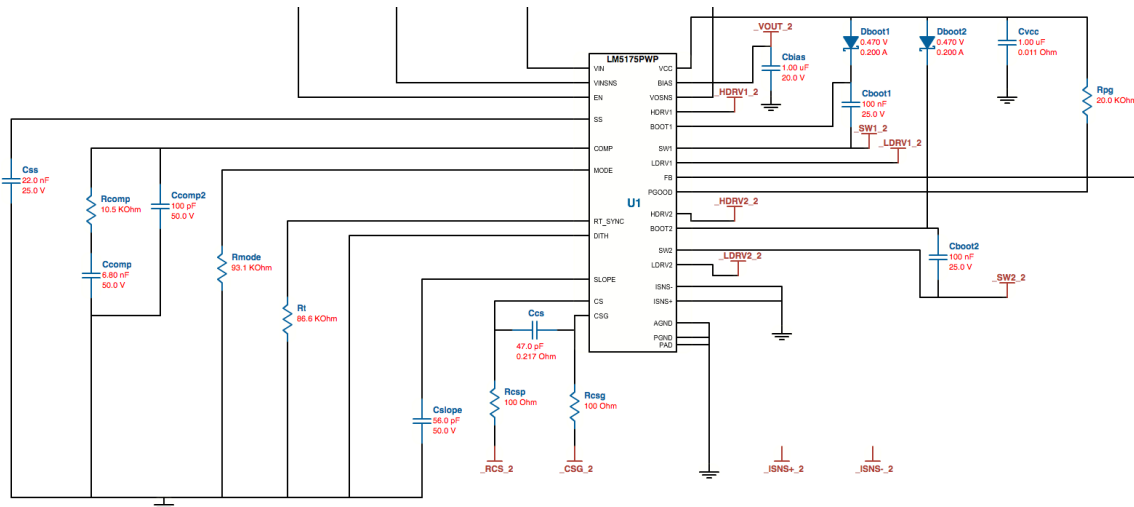 _VOUT_2
Dboot1
0.470 V
0.200 A
Dboot2
0.470 V
0.200 A
Cvcc
1.00 uF
0.011 Ohm
LM5175PWP
Cbias
1.00 uF
20.0 V
VIN
VCC
VINSNS
BIAS
EN
VOSNS
_HDRV1_2
Cboot1
100 nF
25.0 V
Rpg
20.0 KOhm
HDRV1
SS
BOOT1
_SW1_2
COMP
SW1
_LDRV1_2
LDRV1
MODE
FB
PGOOD
Css
22.0 nF
25.0 V
Rcomp
10.5 KOhm
Ccomp2
100 pF
50.0 V
U1
_HDRV2_2
HDRV2
RT_SYNC
BOOT2
DITH
SW2
Cboot2
100 nF
25.0 V
_LDRV2_2
LDRV2
Rmode
93.1 KOhm
Ccomp
6.80 nF
50.0 V
SLOPE
ISNS-
_SW2_2
CS
ISNS+
Rt
86.6 KOhm
Ccs
47.0 pF
0.217 Ohm
CSG
AGND
PGND
PAD
Rcsp
100 Ohm
Rcsg
100 Ohm
Cslope
56.0 pF
50.0 V
_RCS_2
_CSG_2
_ISNS+_2
_ISNS-_2